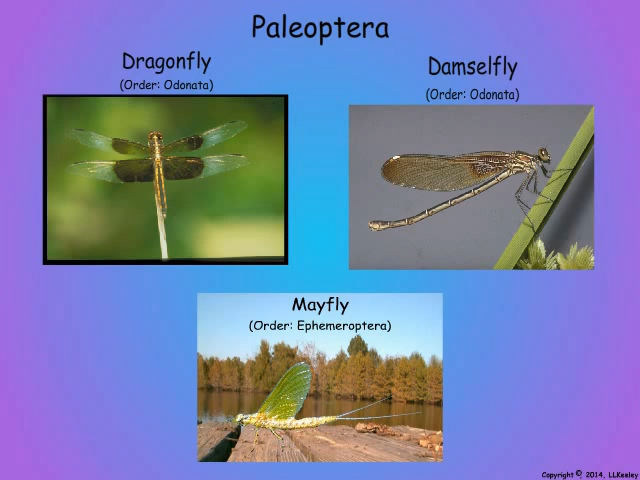 Paleoptera
Dragonfly
(Order: Odonata)
Damselfly
(Order: Odonata)
Mayfly
(Order: Ephemeroptera)
Copyright ©, 2014, LLKeeley